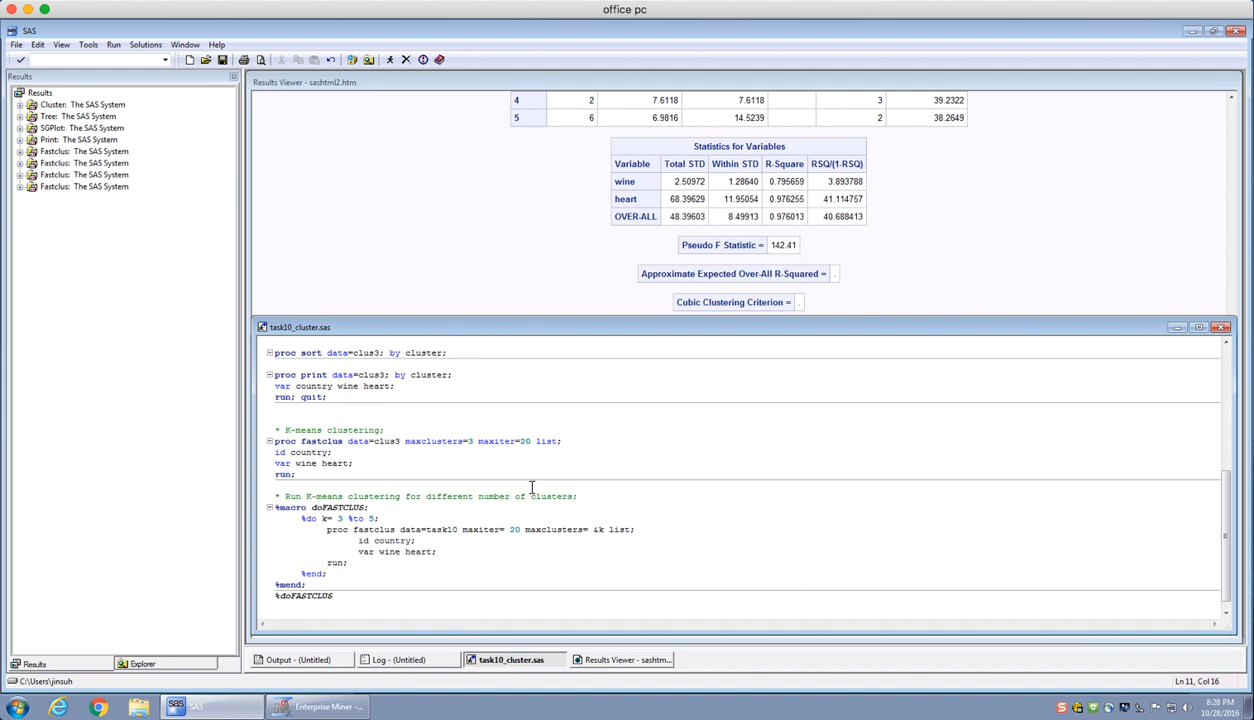 office pc
SAS
File Edit View Tools Run Solutions Window Help
Results
Results Viewer - sashtml2.htm
Results
Cluster: The SAS System
Tree: The SAS System
SGPlot: The SAS System
Print: The SAS System
Fastclus: The SAS System
Fastclus: The SAS System
Fastclus: The SAS System
Fastclus: The SAS System
4 2 7.6118 7.6118 3 39.2322
5 6 6.9816 14.5239 2 38.2649
Statistics for Variables
Variable Total STD Within STD R-Square RSQ/(1-RSQ)
wine 2.50972 1.28640 0.795659 3.893788
heart 68.39629 11.95054 0.976255 41.114757
OVER-ALL 48.39603 8.49913 0.976013 40.688413
Pseudo F Statistic = 142.41
Approximate Expected Over-All R-Squared = .
Cubic Clustering Criterion = .
task10_cluster.sas
proc sort data=clus3; by cluster;
proc print data=clus3; by cluster;
var country wine heart;
run; quit;
* K-means clustering;
proc fastclus data=clus3 maxclusters=3 maxiter=20 list;
id country;
var wine heart;
run;
* Run K-means clustering for different number of clusters;
%macro doFASTCLUS;
%do k= 3 %to 5;
proc fastclus data=task10 maxiter= 20 maxclusters= &k list;
id country;
var wine heart;
run;
%end;
%mend;
%doFASTCLUS
Results Explorer Output - (Untitled) Log - (Untitled) task10_cluster.sas Results Viewer - sashtm...
C:\Users\jinsuh Ln 11, Col 16
SAS Enterprise Miner -...
8:28 PM
10/28/2016